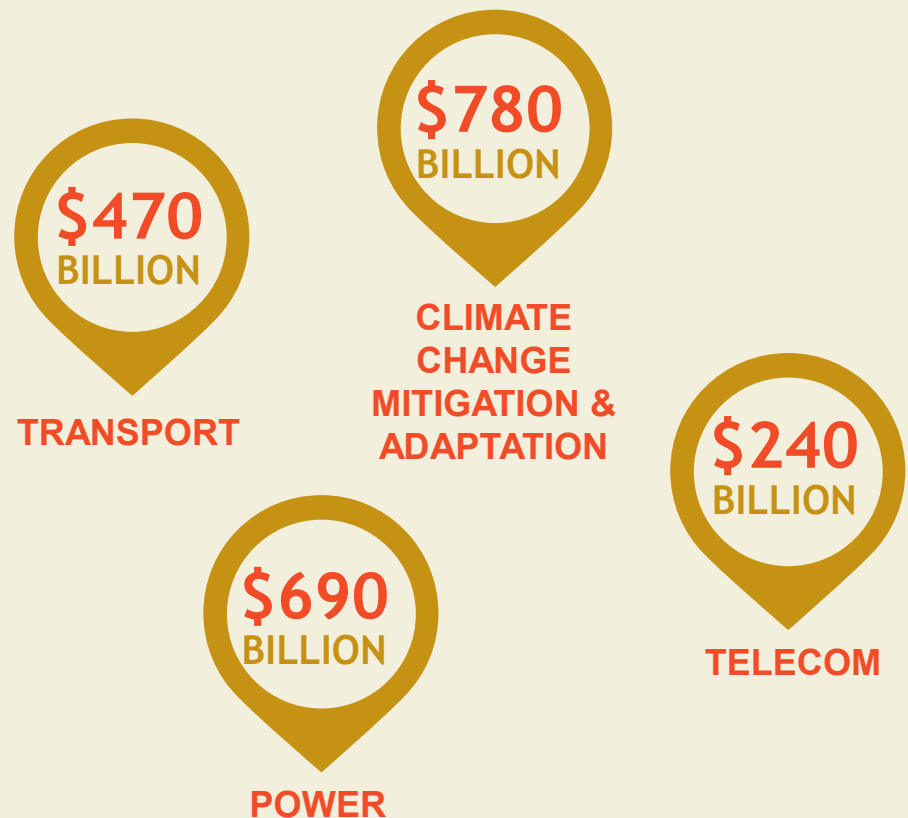 $780
BILLION
CLIMATE
CHANGE
MITIGATION &
ADAPTATION
$470
BILLION
TRANSPORT
$240
BILLION
TELECOM
$690
BILLION
POWER